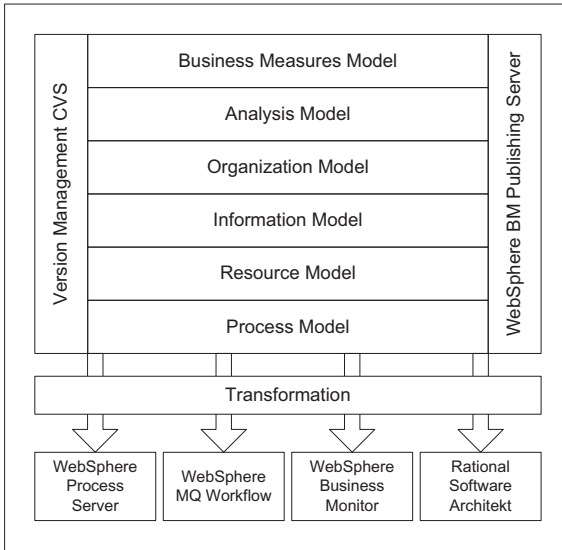 Version Management CVS
Business Measures Model
Analysis Model
Organization Model
Information Model
Resource Model
Process Model
WebSphere BM Publishing Server
Transformation
WebSphere
Process
Server
WebSphere
MQ Workflow
WebSphere
Business
Monitor
Rational
Software
Architekt